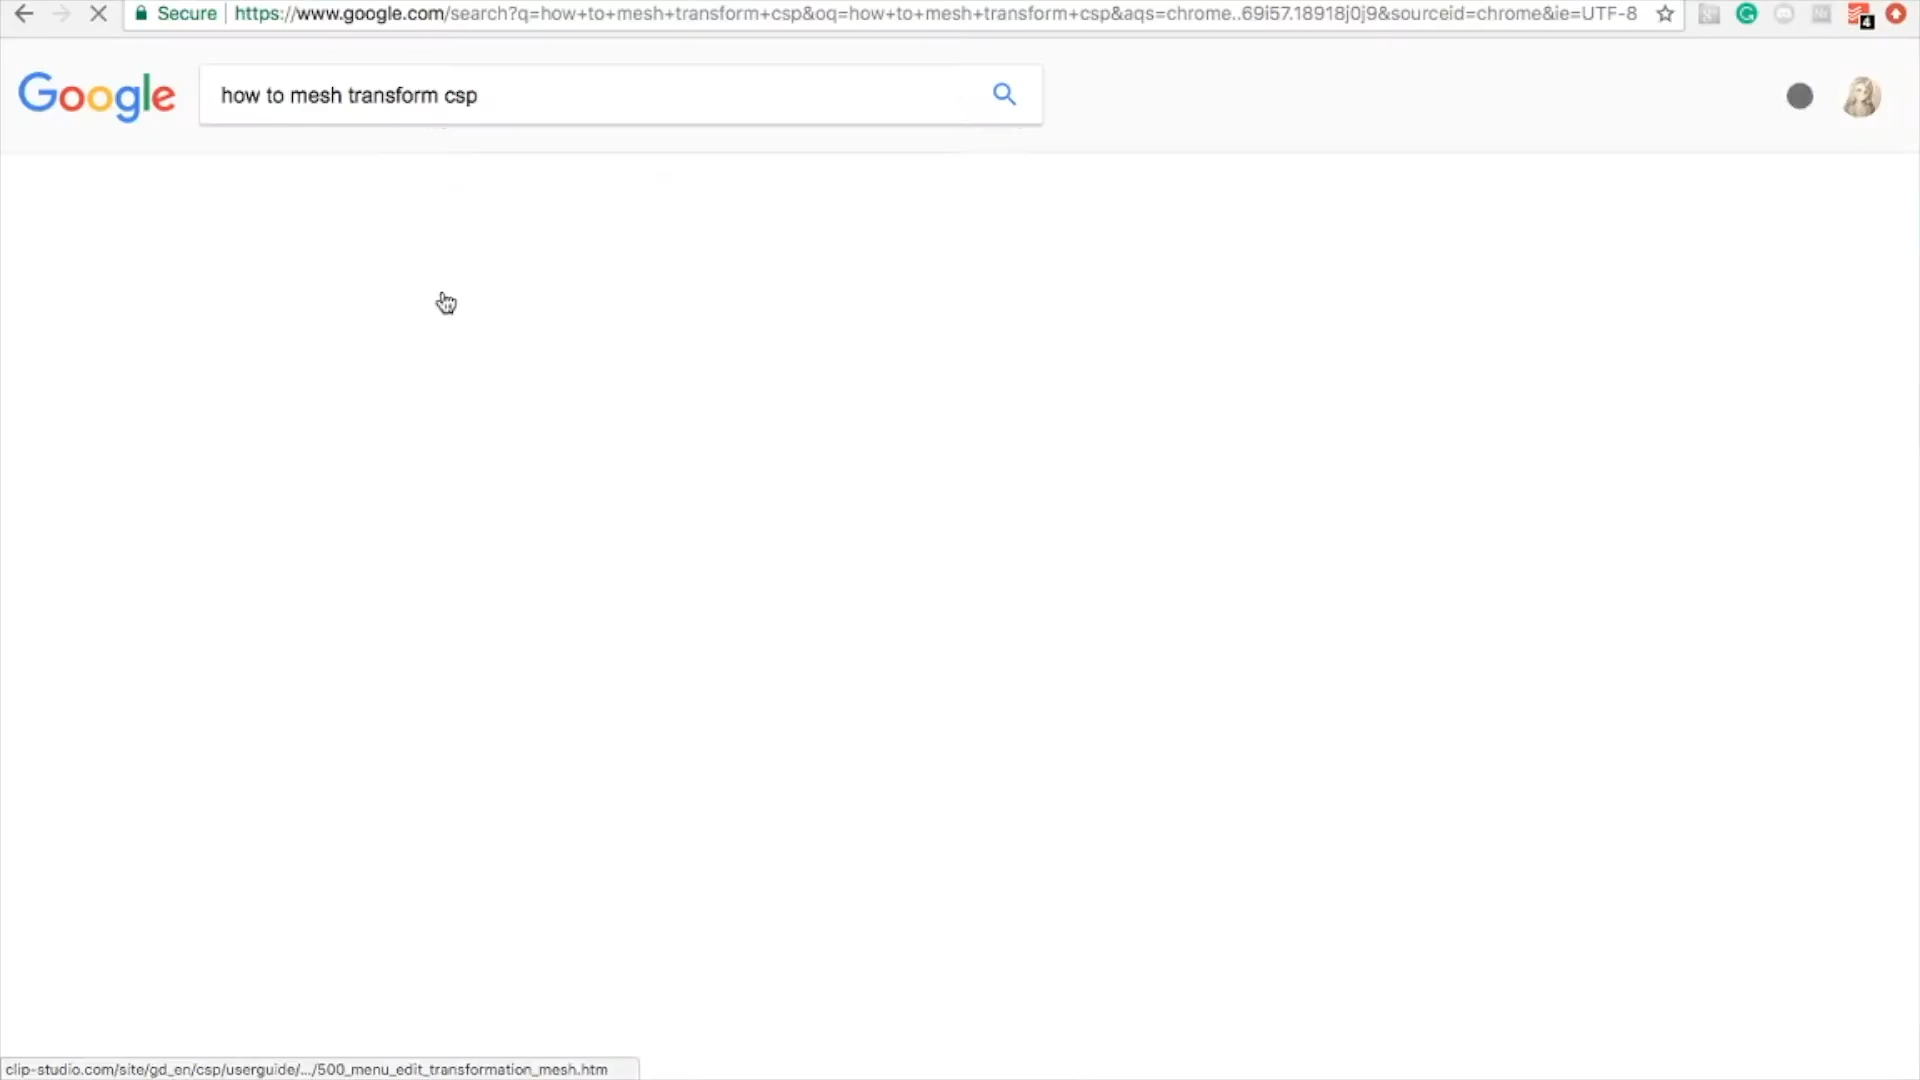 Secure https://www.google.com/search?q=how+to+mesh+transform+csp&oq=how+to+mesh+transform+csp&aqs=chrome..69i57.18918j0j9&sourceid=chrome&ie=UTF-8
4
Google how to mesh transform csp
clip-studio.com/site/gd_en/csp/userguide/.../500_menu_edit_transformation_mesh.htm